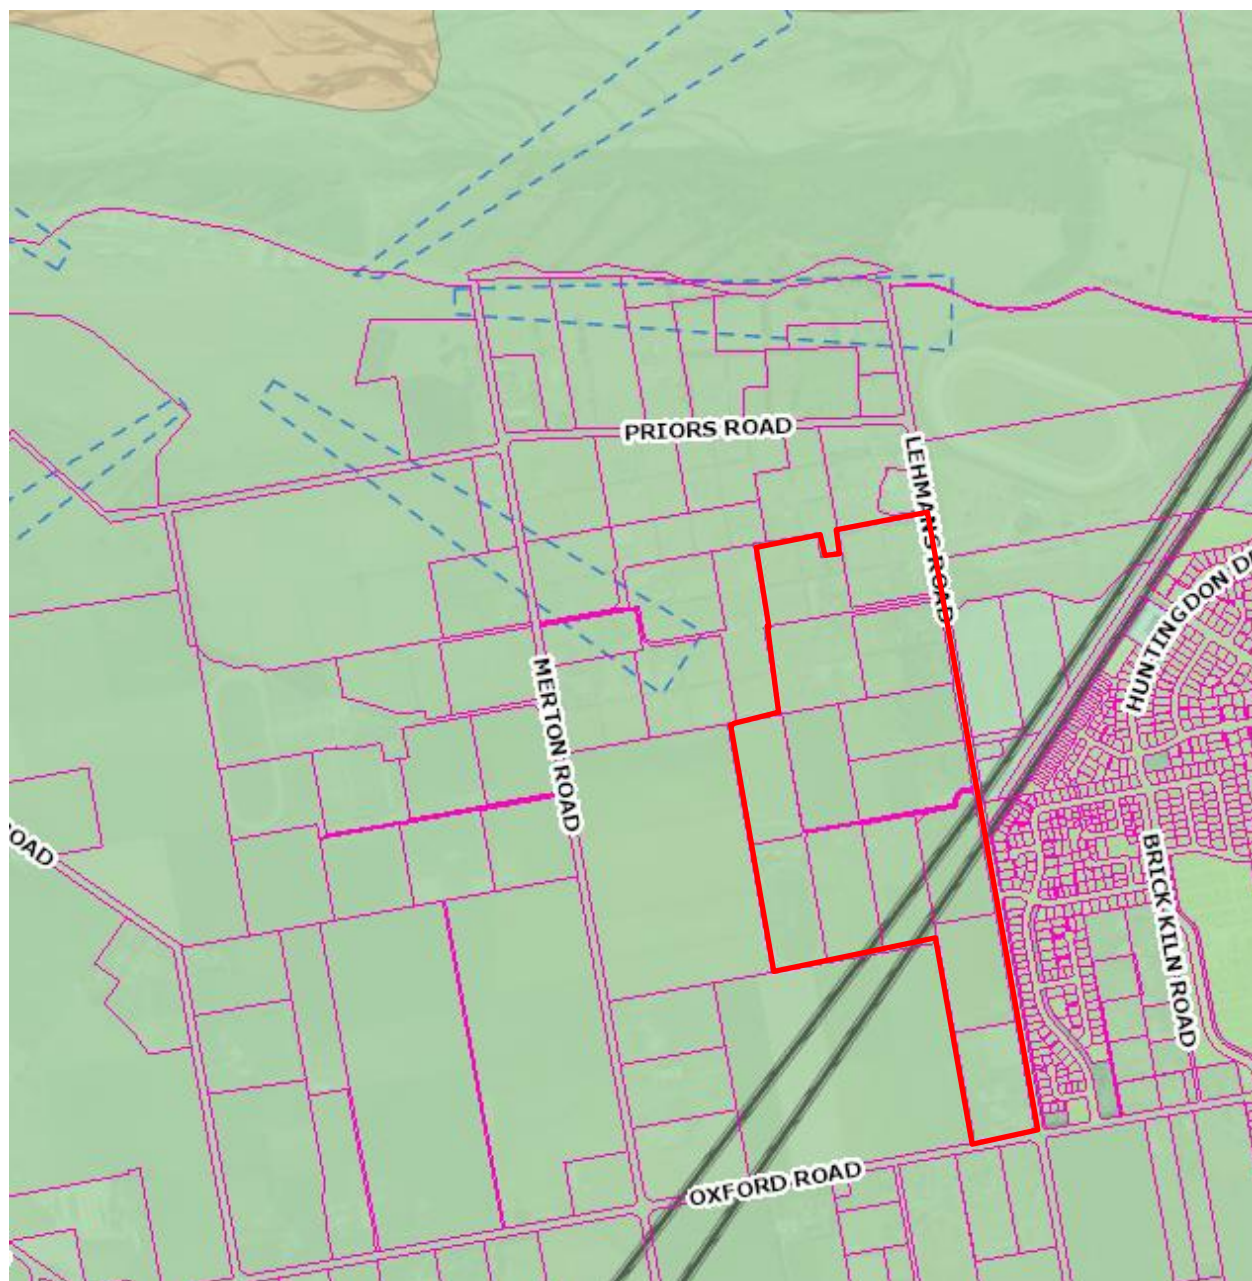 PRIORS ROAD
LEHMANS ROAD
HUNTINGDON DR
MERTON ROAD
OAD
BRICK KILN ROAD
OXFORD ROAD